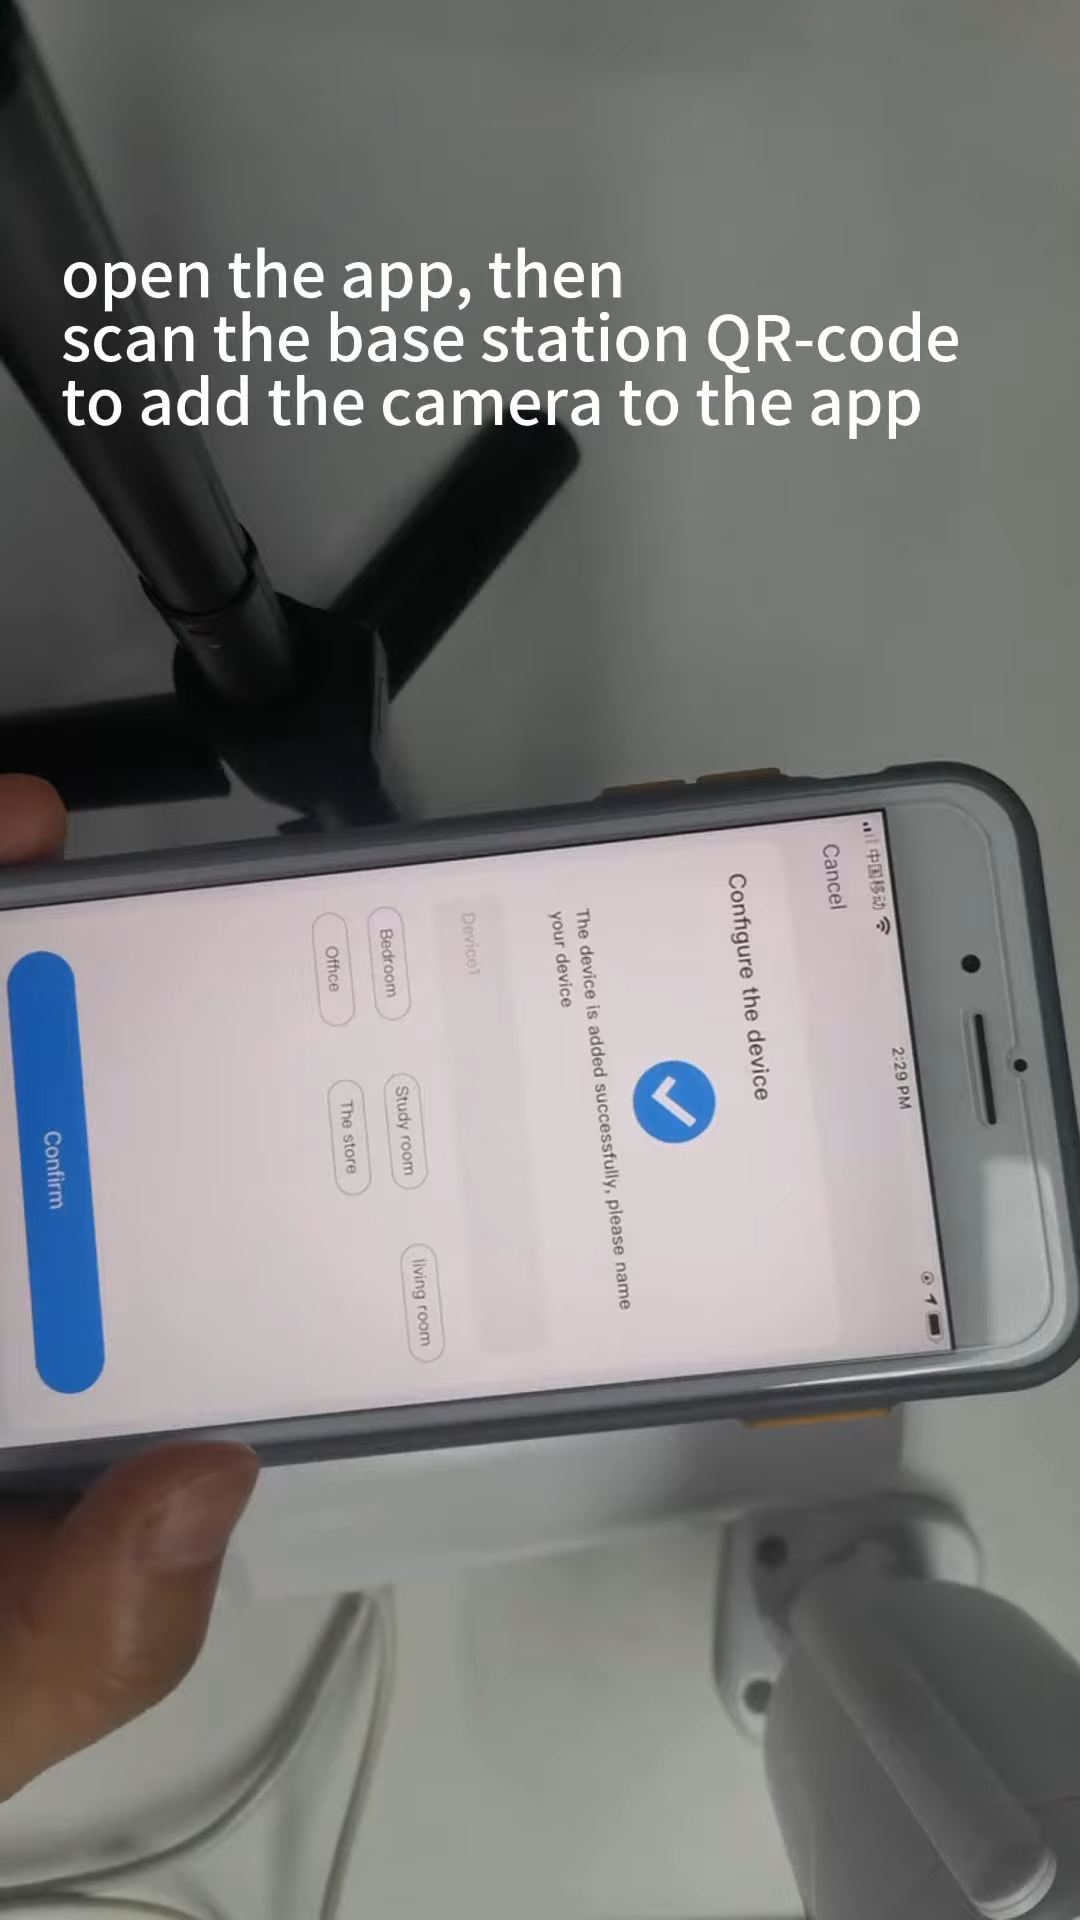 open the app, then
scan the base station QR-code
to add the camera to the app
中国移动
2:29 PM
Cancel
Configure the device
The device is added successfully, please name
your device
Device1
Bedroom
Study room
living room
Office
The store
Confirm